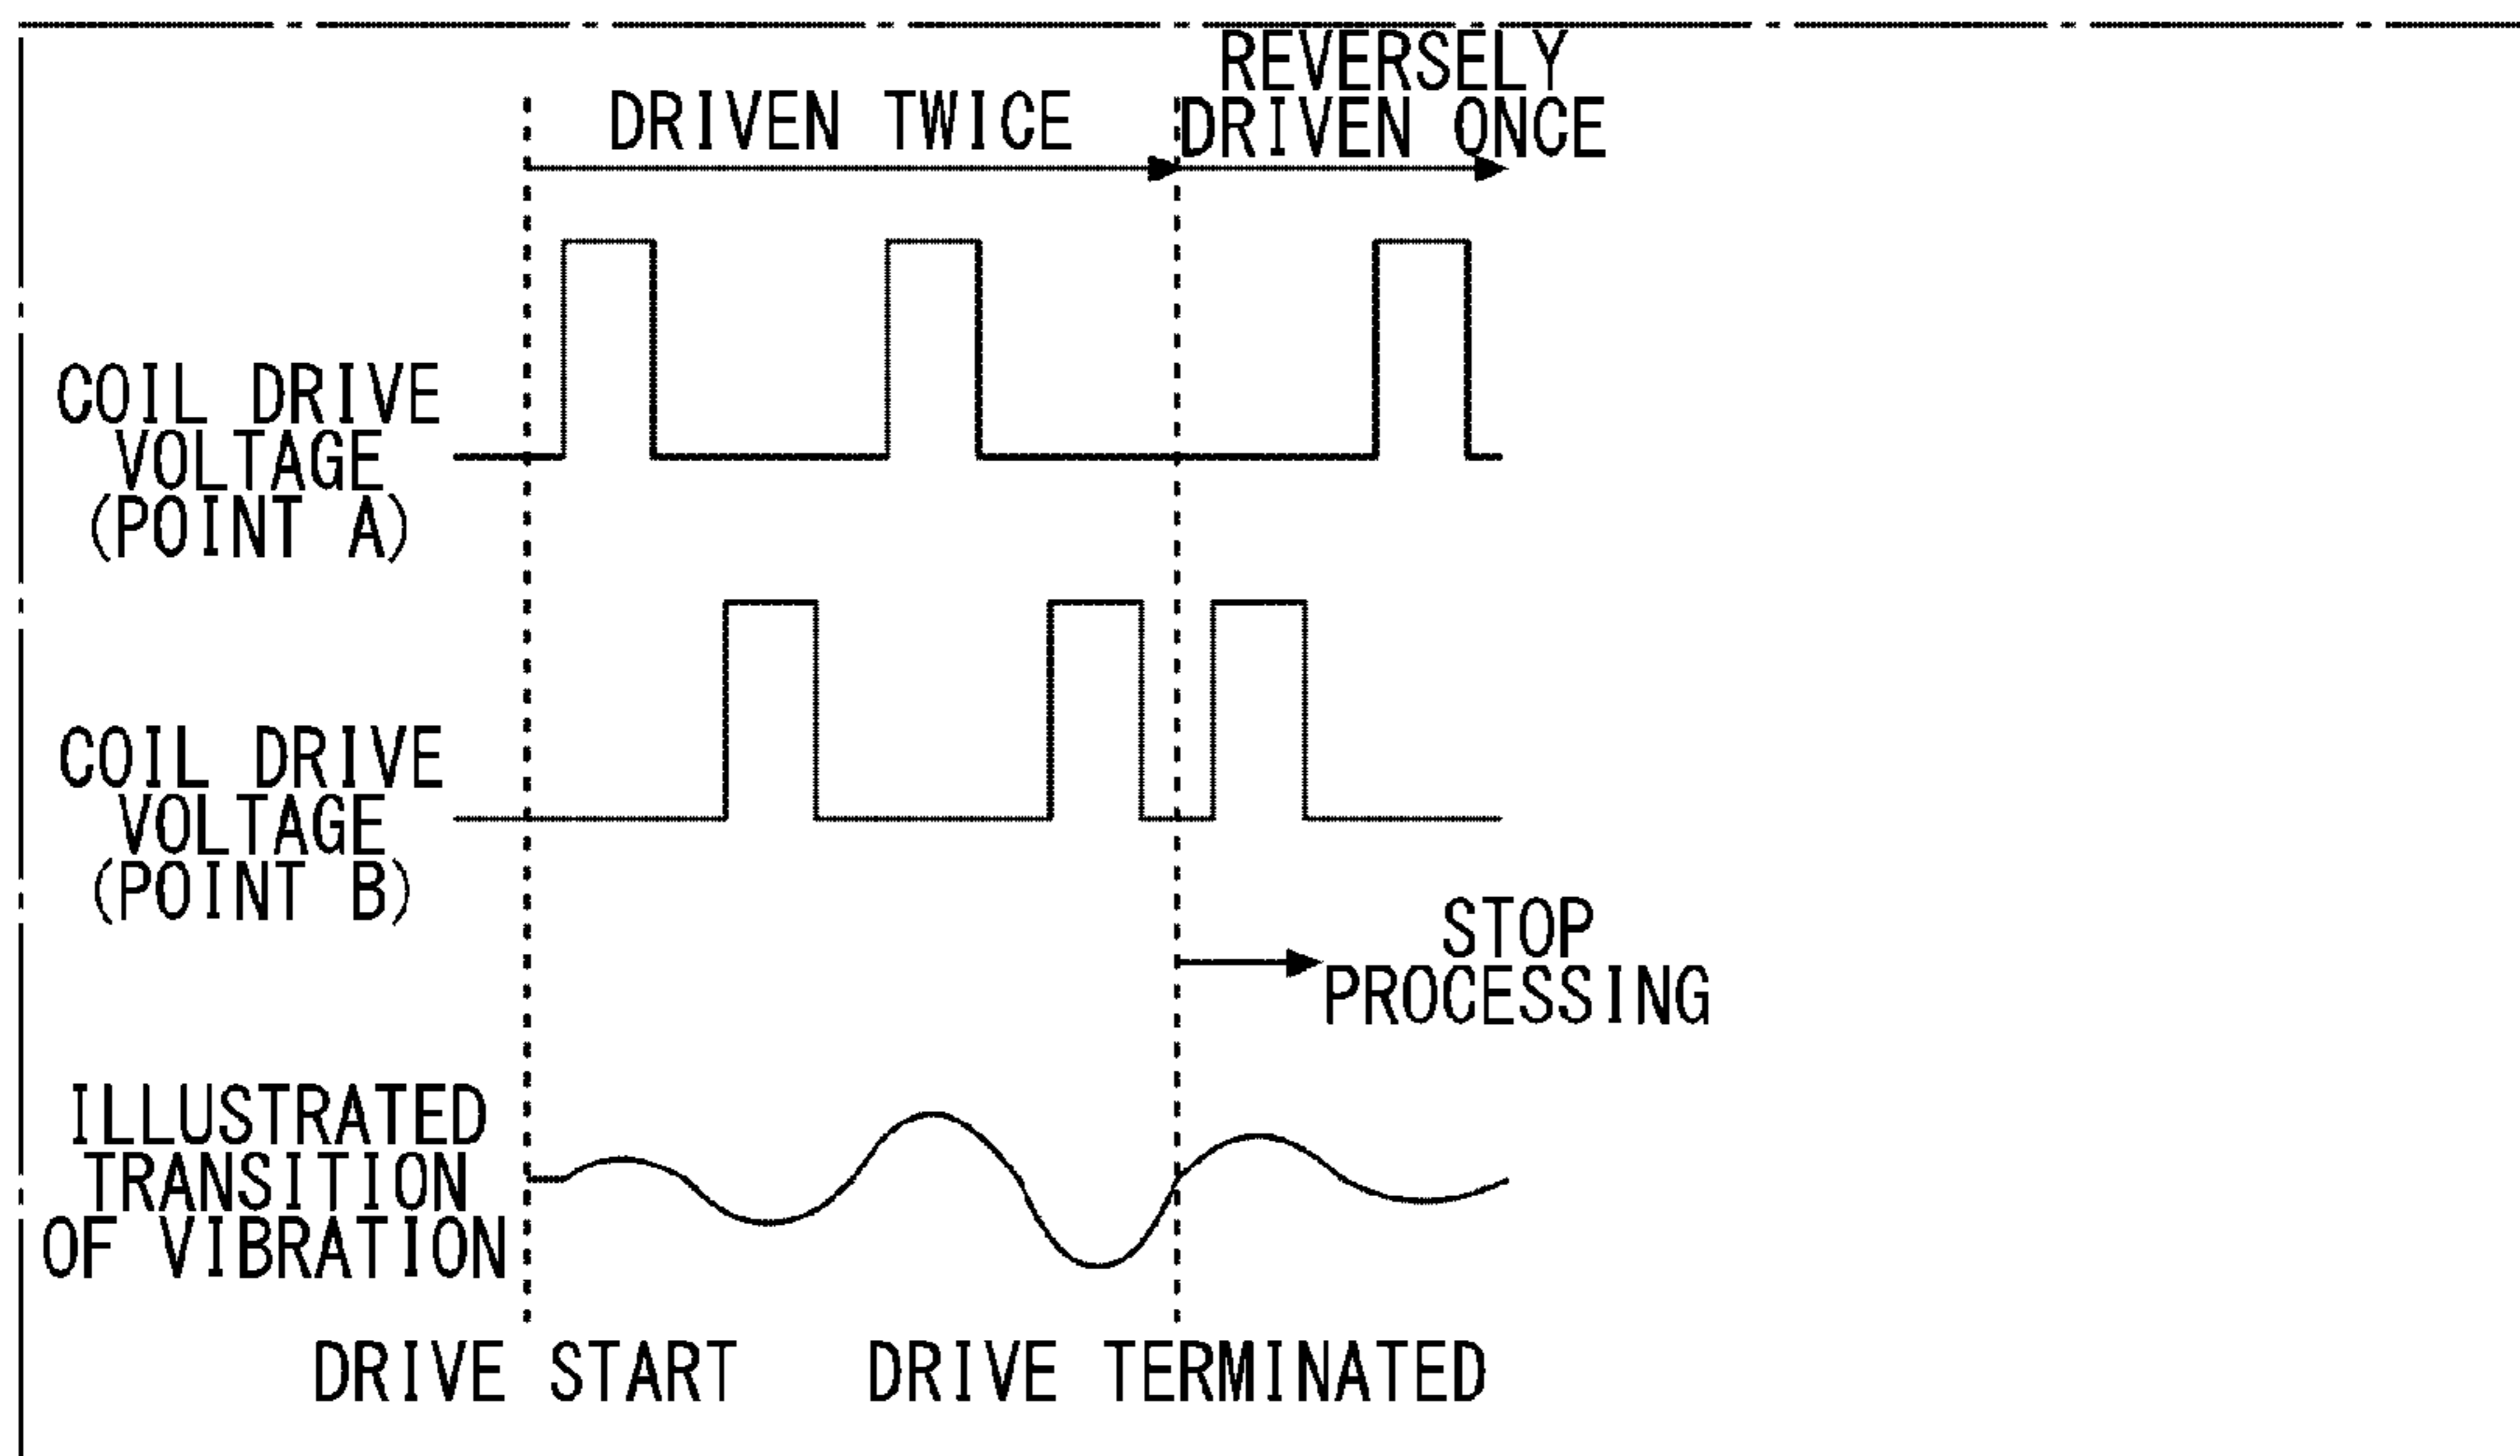 REVERSELY
DRIVEN TWICE
DRIVEN ONCE
COIL DRIVE
VOLTAGE
(POINT A)
COIL DRIVE
VOLTAGE
(POINT B)
STOP
PROCESSING
ILLUSTRATED
TRANSITION
OF VIBRATION
DRIVE START
DRIVE TERMINATED